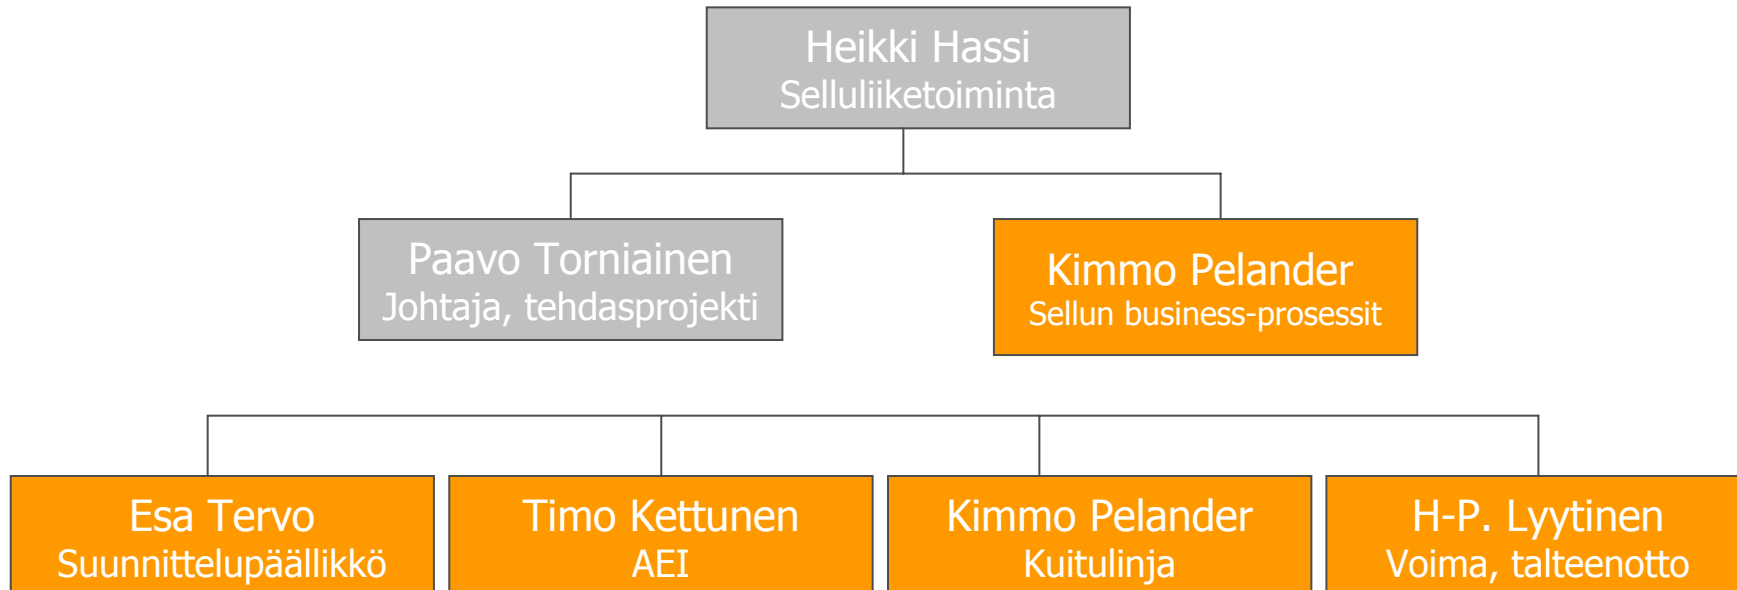 Heikki Hassi
Selluliiketoiminta
Paavo Torniainen
Johtaja, tehdasprojekti
Kimmo Pelander
Sellun business-prosessit
Esa Tervo
Suunnittelupäällikkö
Timo Kettunen
AEI
Kimmo Pelander
Kuitulinja
H-P. Lyytinen
Voima, talteenotto